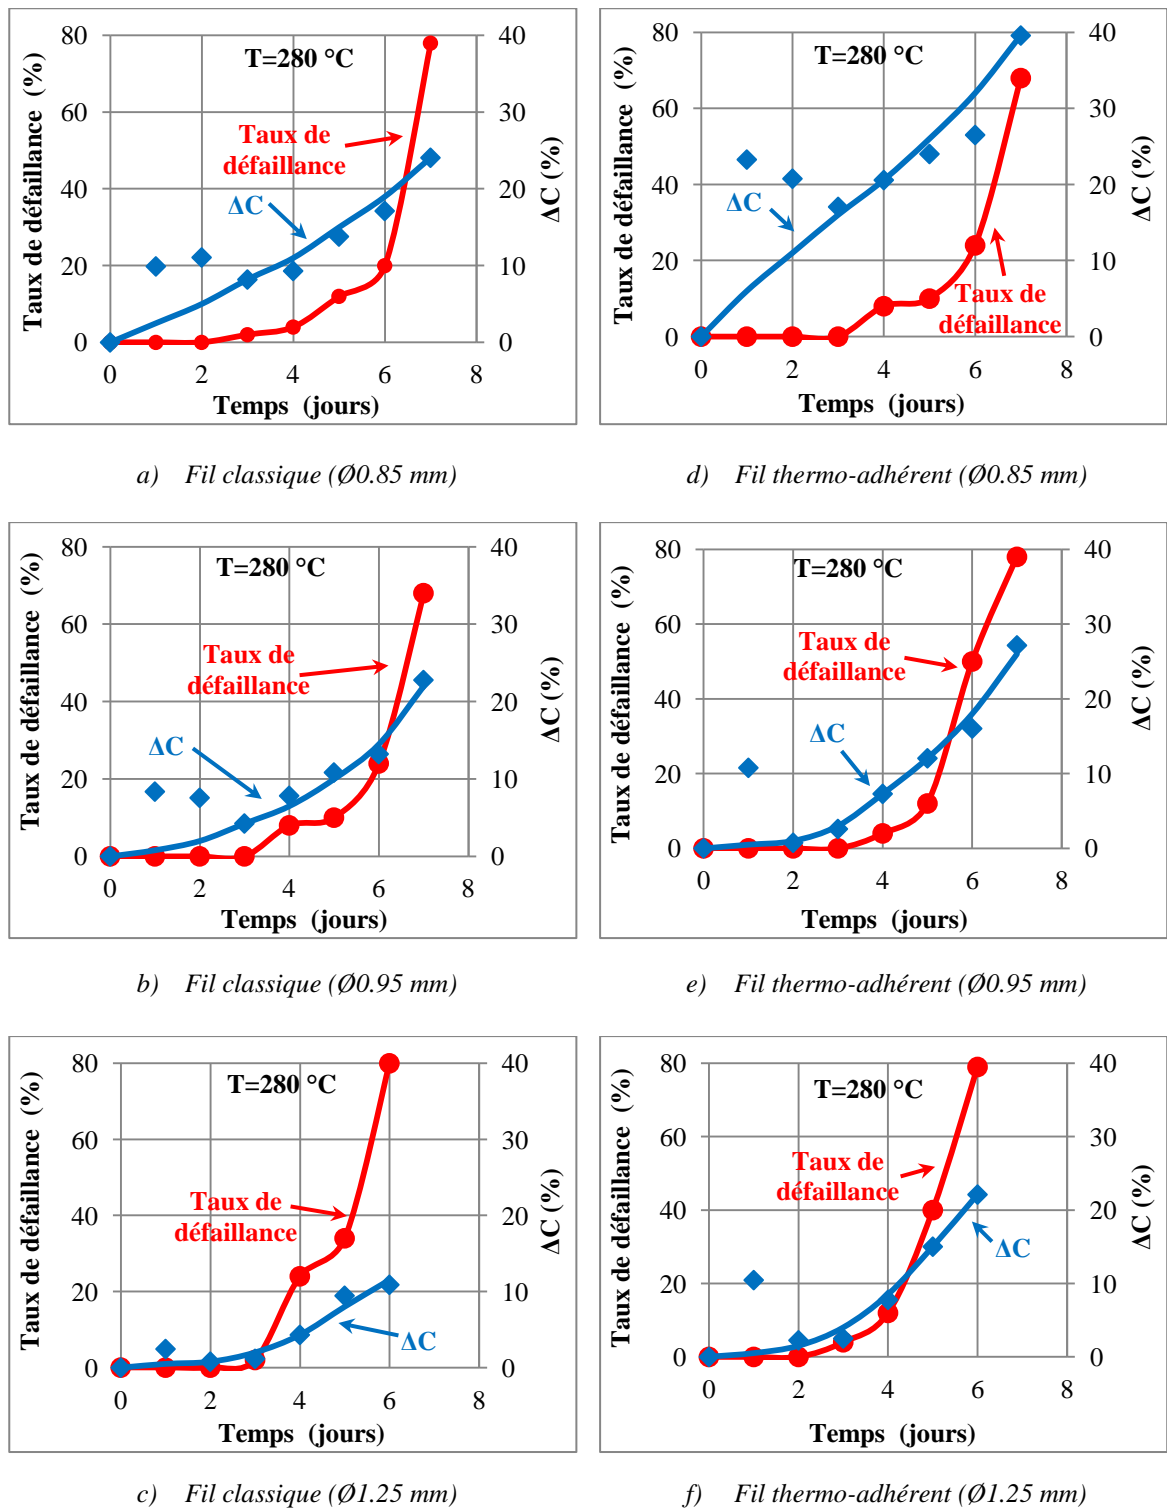 T=280 °C
Taux de défaillance (%)
80
60
40
20
0
40
30
20
10
0
ΔC (%)
Taux de
défaillance
ΔC
0 2 4 6 8
Temps (jours)
a) Fil classique (Ø0.85 mm)
T=280 °C
Taux de défaillance (%)
80
60
40
20
0
40
30
20
10
0
ΔC (%)
ΔC
Taux de
défaillance
0 2 4 6 8
Temps (jours)
d) Fil thermo-adhérent (Ø0.85 mm)
T=280 °C
Taux de défaillance (%)
80
60
40
20
0
40
30
20
10
0
ΔC (%)
Taux de
défaillance
ΔC
0 2 4 6 8
Temps (jours)
b) Fil classique (Ø0.95 mm)
T=280 °C
Taux de défaillance (%)
80
60
40
20
0
40
30
20
10
0
ΔC (%)
Taux de
défaillance
ΔC
0 2 4 6 8
Temps (jours)
e) Fil thermo-adhérent (Ø0.95 mm)
T=280 °C
Taux de défaillance (%)
80
60
40
20
0
40
30
20
10
0
ΔC (%)
Taux de
défaillance
ΔC
0 2 4 6 8
Temps (jours)
c) Fil classique (Ø1.25 mm)
T=280 °C
Taux de défaillance (%)
80
60
40
20
0
40
30
20
10
0
ΔC (%)
Taux de
défaillance
ΔC
0 2 4 6 8
Temps (jours)
f) Fil thermo-adhérent (Ø1.25 mm)